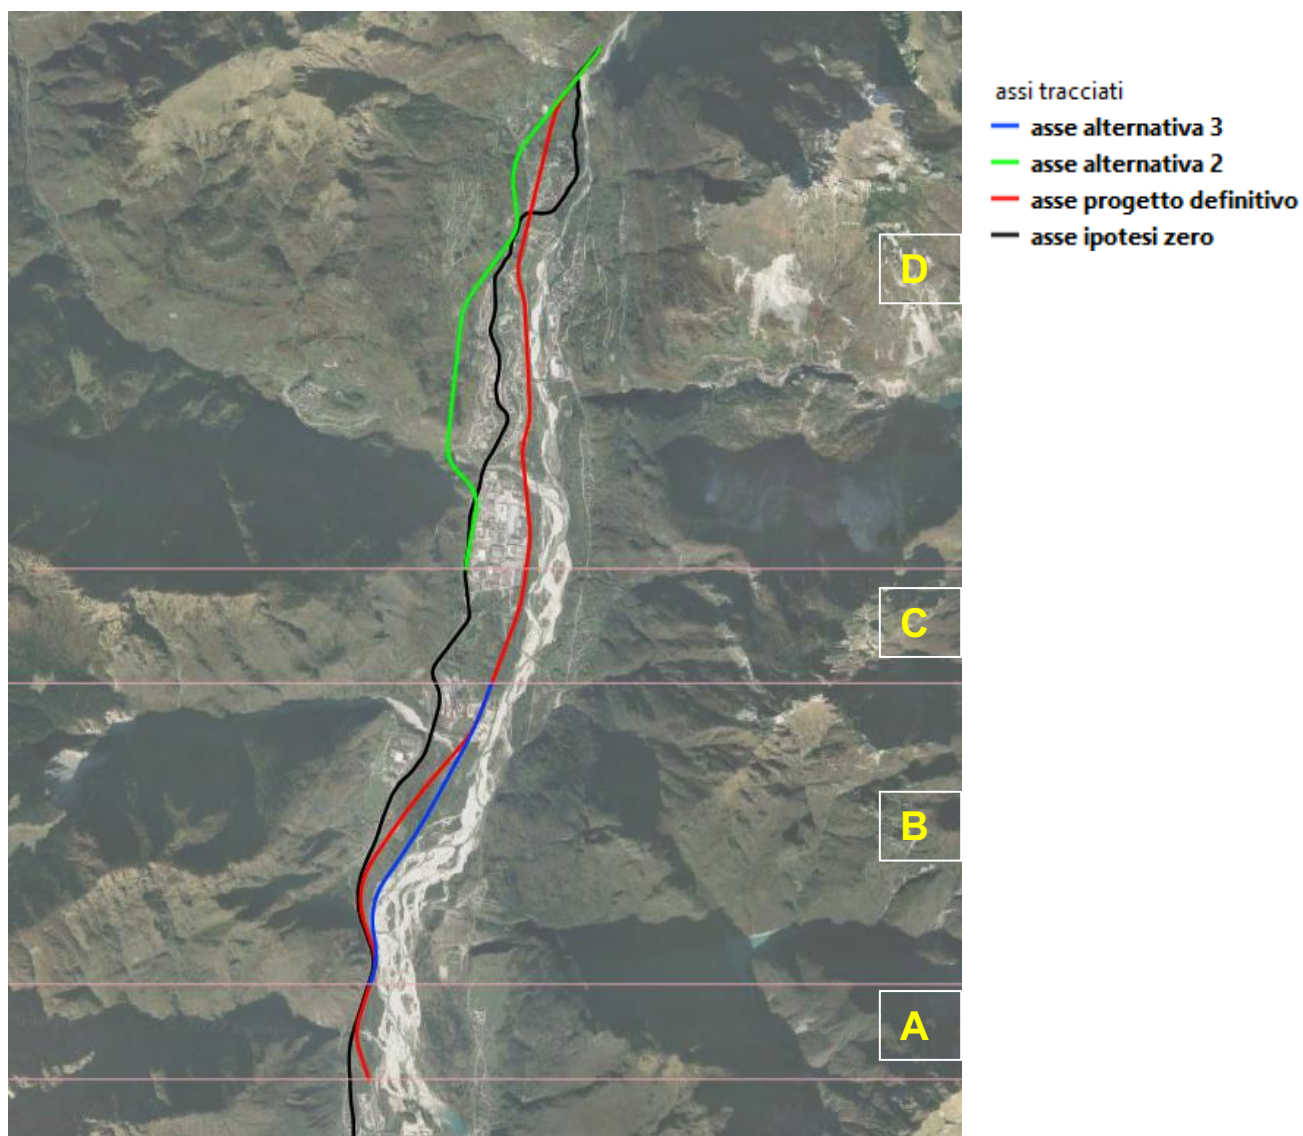 assi tracciati
asse alternativa 3
asse alternativa 2
asse progetto definitivo
asse ipotesi zero
D
C
B
A